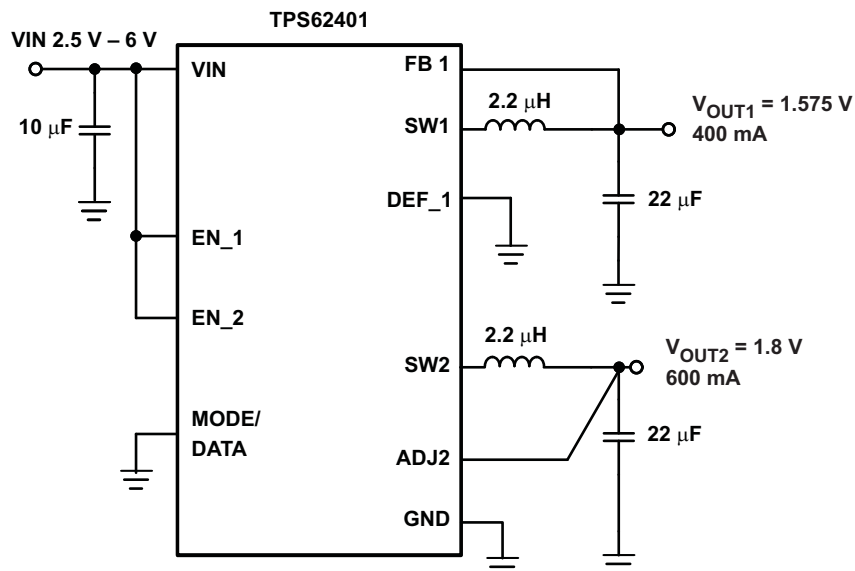 TPS62401
VIN 2.5 V – 6 V
VIN
FB 1
10 μF
2.2 μH
SW1
V_OUT1 = 1.575 V
400 mA
DEF_1
22 μF
EN_1
EN_2
2.2 μH
SW2
V_OUT2 = 1.8 V
600 mA
MODE/
DATA
22 μF
ADJ2
GND